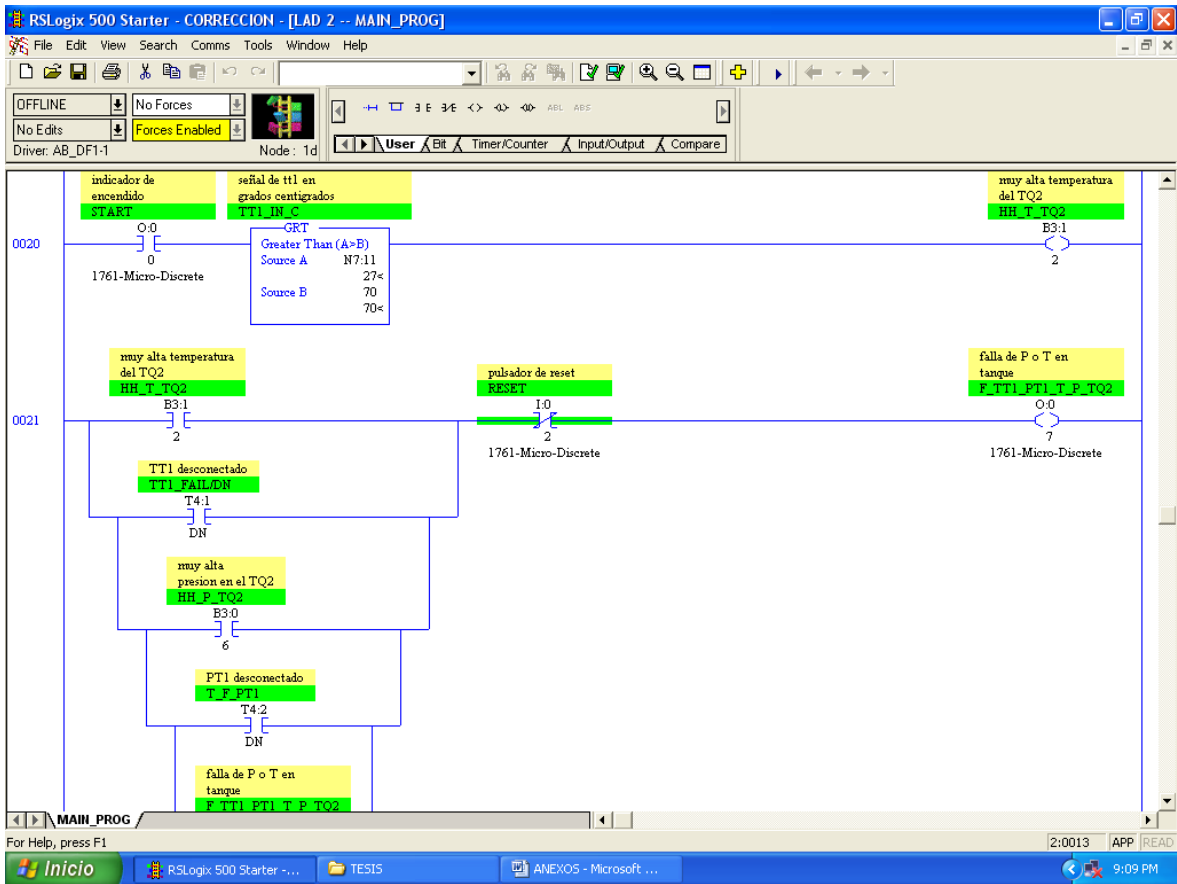 RSLogix 500 Starter - CORRECCION - [LAD 2 -- MAIN_PROG]
File Edit View Search Comms Tools Window Help
OFFLINE No Forces
No Edits Forces Enabled
Driver: AB_DF1-1 Node : 1d
ABL ABS
User Bit Timer/Counter Input/Output Compare
indicador de
encendido
START
O:0
0
1761-Micro-Discrete
señal de tt1 en
grados centigrados
TT1_IN_C
GRT
Greater Than (A>B)
Source A N7:11
27<
Source B 70
70<
muy alta temperatura
del TQ2
HH_T_TQ2
B3:1
2
0020
muy alta temperatura
del TQ2
HH_T_TQ2
B3:1
2
pulsador de reset
RESET
I:0
2
1761-Micro-Discrete
falla de P o T en
tanque
F_TT1_PT1_T_P_TQ2
O:0
7
1761-Micro-Discrete
0021
TT1 desconectado
TT1_FAIL/DN
T4:1
DN
muy alta
presion en el TQ2
HH_P_TQ2
B3:0
6
PT1 desconectado
T_F_PT1
T4:2
DN
falla de P o T en
tanque
F_TT1_PT1_T_P_TQ2
MAIN_PROG
For Help, press F1 2:0013 APP READ
Inicio RSLogix 500 Starter -... TESIS ANEXOS - Microsoft ... 9:09 PM